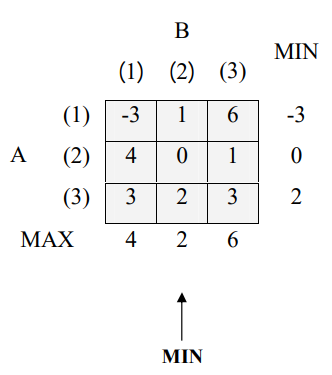 B
MIN
(1) (2) (3)
(1) -3 1 6 -3
A (2) 4 0 1 0
(3) 3 2 3 2
MAX 4 2 6
MIN